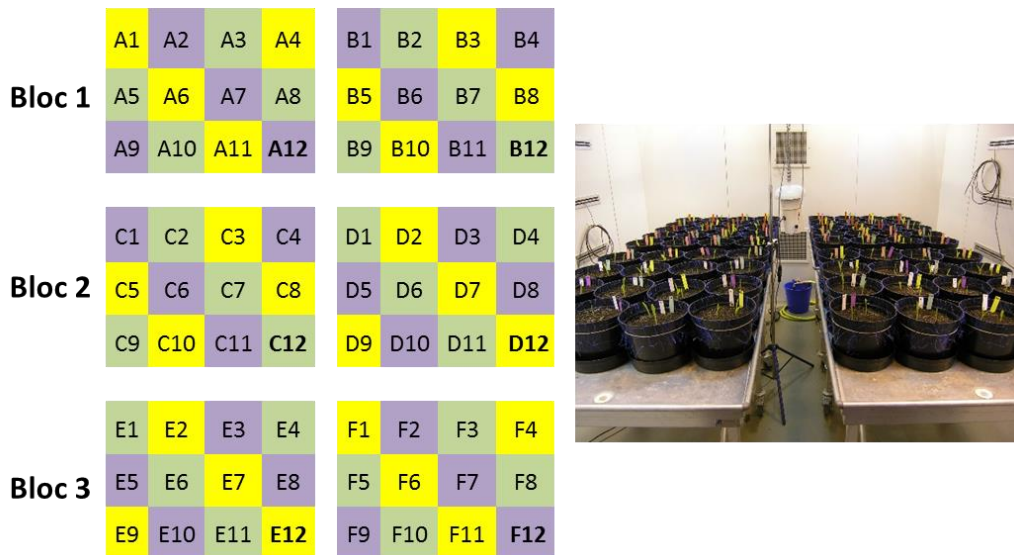 A1 A2 A3 A4 B1 B2 B3 B4
Bloc 1 A5 A6 A7 A8 B5 B6 B7 B8
A9 A10 A11 A12 B9 B10 B11 B12
C1 C2 C3 C4 D1 D2 D3 D4
Bloc 2 C5 C6 C7 C8 D5 D6 D7 D8
C9 C10 C11 C12 D9 D10 D11 D12
E1 E2 E3 E4 F1 F2 F3 F4
Bloc 3 E5 E6 E7 E8 F5 F6 F7 F8
E9 E10 E11 E12 F9 F10 F11 F12